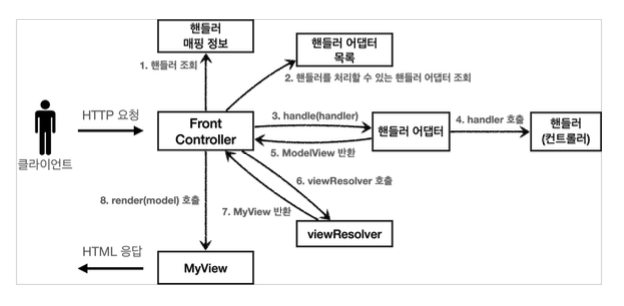 핸들러
매핑 정보
핸들러 어댑터
목록
1. 핸들러 조회
2. 핸들러를 처리할 수 있는 핸들러 어댑터 조회
HTTP 요청
클라이언트
Front
Controller
3. handle(handler)
핸들러 어댑터
4. handler 호출
핸들러
(컨트롤러)
5. ModelView 반환
6. viewResolver 호출
7. MyView 반환
8. render(model) 호출
viewResolver
HTML 응답
MyView